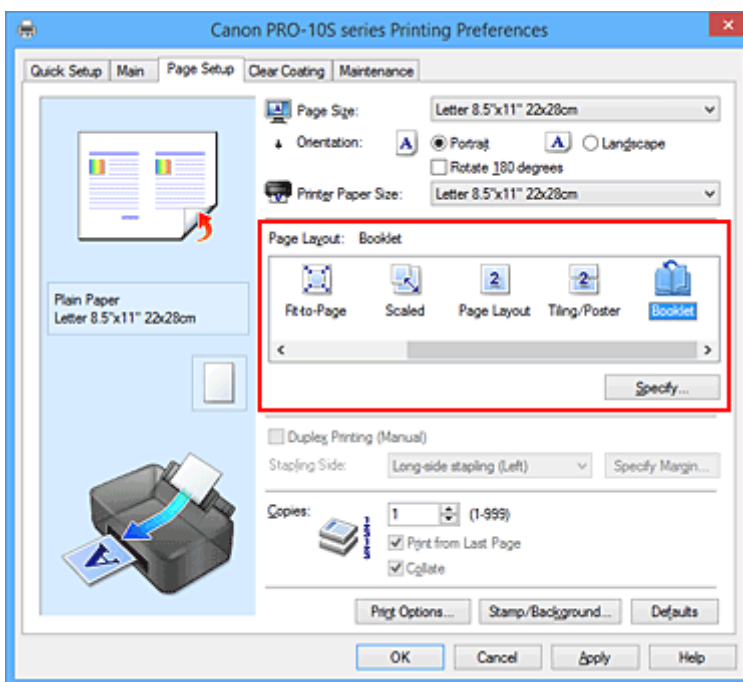 Canon PRO-10S series Printing Preferences
Quick Setup Main Page Setup Clear Coating Maintenance
Page Size: Letter 8.5"x11" 22x28cm
Orientation: A Portrait A Landscape
Rotate 180 degrees
Printer Paper Size: Letter 8.5"x11" 22x28cm
Page Layout: Booklet
Fit-to-Page Scaled Page Layout Tiling/Poster Booklet
Specify...
Plain Paper
Letter 8.5"x11" 22x28cm
Duplex Printing (Manual)
Stapling Side: Long-side stapling (Left) Specify Margin...
Copies: 1 (1-999)
Print from Last Page
Collate
Print Options... Stamp/Background... Defaults
OK Cancel Apply Help